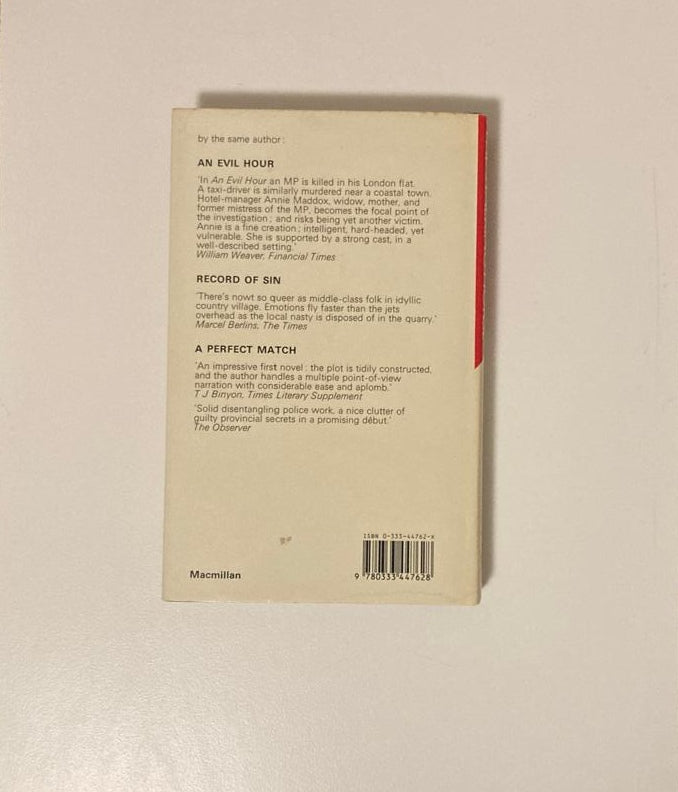 by the same author :
AN EVIL HOUR
'In An Evil Hour an MP is killed in his London flat.
A taxi-driver is similarly murdered near a coastal town.
Hotel-manager Annie Maddox, widow, mother, and
former mistress of the MP, becomes the focal point of
the investigation ; and risks being yet another victim.
Annie is a fine creation ; intelligent, hard-headed, yet
vulnerable. She is supported by a strong cast, in a
well-described setting.'
William Weaver, Financial Times
RECORD OF SIN
'There's nowt so queer as middle-class folk in idyllic
country village. Emotions fly faster than the jets
overhead as the local nasty is disposed of in the quarry.'
Marcel Berlins, The Times
A PERFECT MATCH
'An impressive first novel : the plot is tidily constructed,
and the author handles a multiple point-of-view
narration with considerable ease and aplomb.'
T J Binyon, Times Literary Supplement
'Solid disentangling police work, a nice clutter of
guilty provincial secrets in a promising début.'
The Observer
ISBN 0-333-44762-X
Macmillan
9 780333 447628